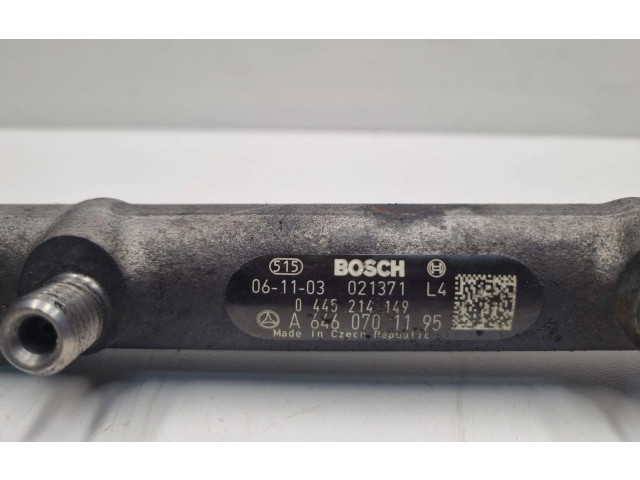 515 BOSCH
06-11-03 021371 L4
0 445 214 149
A 646 070 11 95
Made in Czech Republic